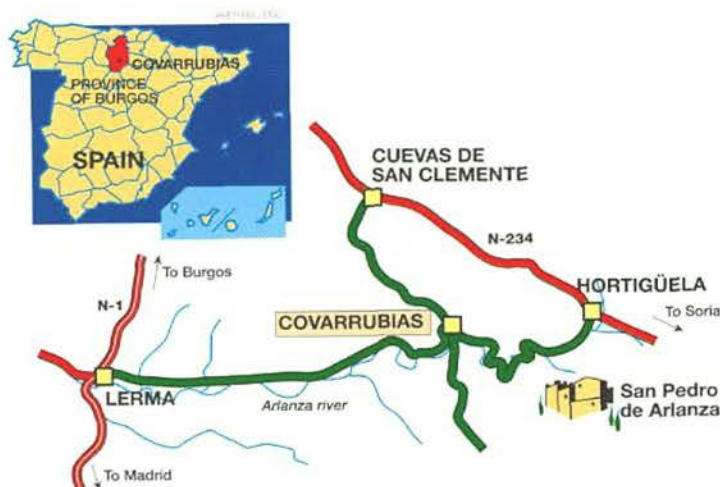 COVARRUBIAS
PROVINCE
OF BURGOS
SPAIN
CUEVAS DE
SAN CLEMENTE
N-234
To Burgos
N-1
HORTIGÜELA
To Soria
COVARRUBIAS
LERMA
Arlanza river
San Pedro
de Arlanza
To Madrid